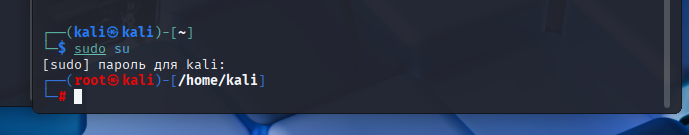 ┌──(kali㉿kali)-[~]
└─$ sudo su
[sudo] пароль для kali:
┌──(root㉿kali)-[/home/kali]
└─#